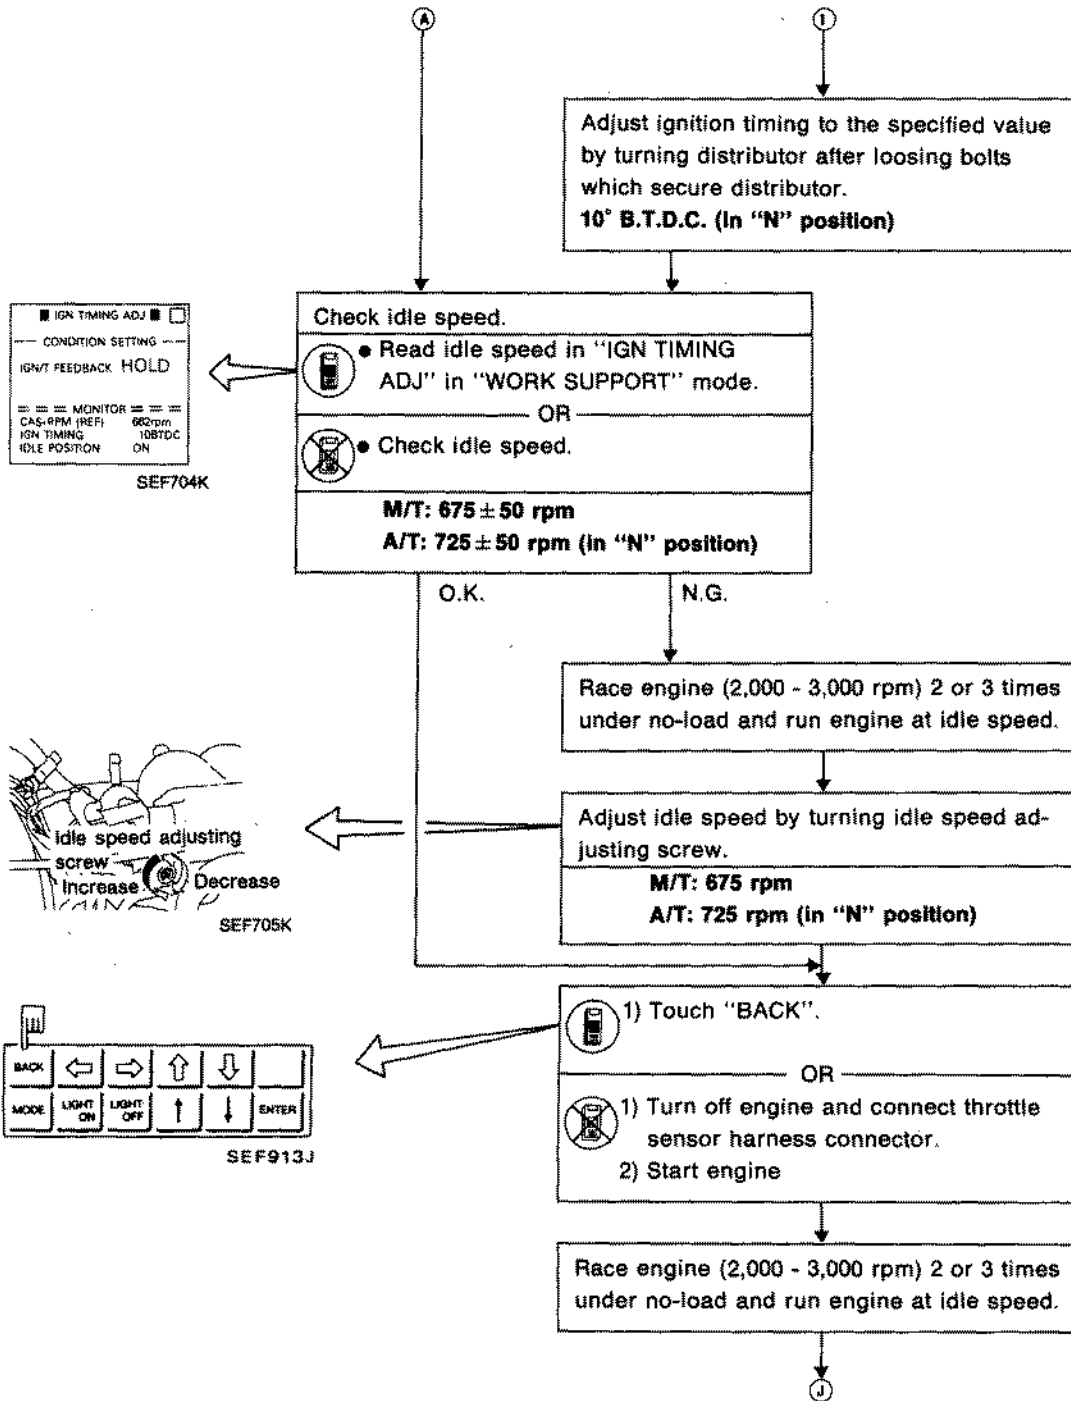 A
I
Adjust ignition timing to the specified value
by turning distributor after loosing bolts
which secure distributor.
10° B.T.D.C. (In “N” position)
■ IGN TIMING ADJ ■
CONDITION SETTING
IGN/T FEEDBACK HOLD
MONITOR
CAS•RPM (REF) 662rpm
IGN TIMING 10BTDC
IDLE POSITION ON
SEF704K
Check idle speed.
● Read idle speed in “IGN TIMING
ADJ” in “WORK SUPPORT” mode.
OR
● Check idle speed.
M/T: 675 ± 50 rpm
A/T: 725 ± 50 rpm (in “N” position)
O.K.
N.G.
Race engine (2,000 - 3,000 rpm) 2 or 3 times
under no-load and run engine at idle speed.
Idle speed adjusting
screw
Increase
Decrease
SEF705K
Adjust idle speed by turning idle speed ad-
justing screw.
M/T: 675 rpm
A/T: 725 rpm (in “N” position)
BACK
MODE
LIGHT
ON
LIGHT
OFF
ENTER
SEF913J
1) Touch “BACK”.
OR
1) Turn off engine and connect throttle
sensor harness connector.
2) Start engine
Race engine (2,000 - 3,000 rpm) 2 or 3 times
under no-load and run engine at idle speed.
J